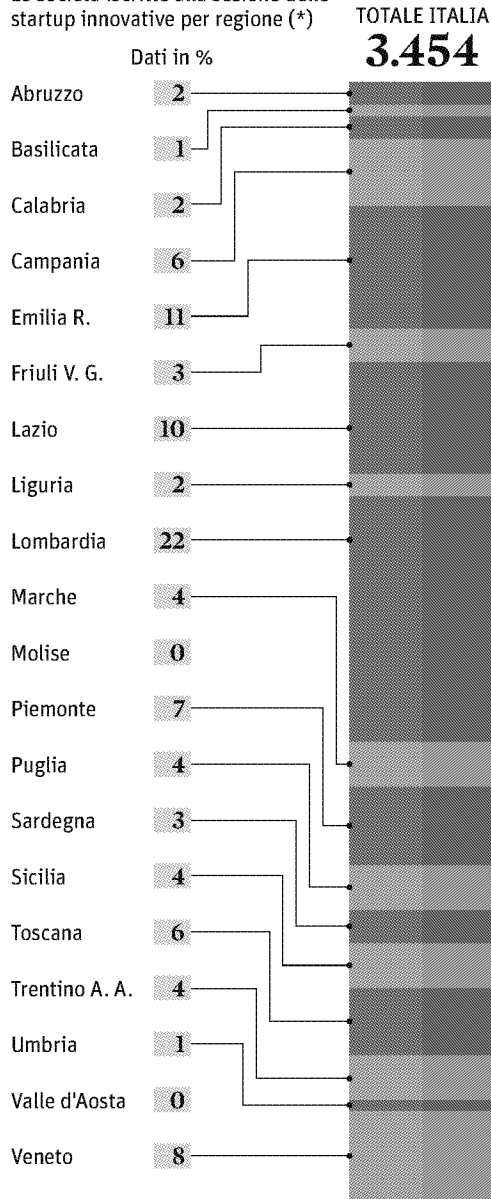 startup innovative per regione (*)
TOTALE ITALIA
3.454
Dati in %
Abruzzo 2
Basilicata 1
Calabria 2
Campania 6
Emilia R. 11
Friuli V. G. 3
Lazio 10
Liguria 2
Lombardia 22
Marche 4
Molise 0
Piemonte 7
Puglia 4
Sardegna 3
Sicilia 4
Toscana 6
Trentino A. A. 4
Umbria 1
Valle d'Aosta 0
Veneto 8